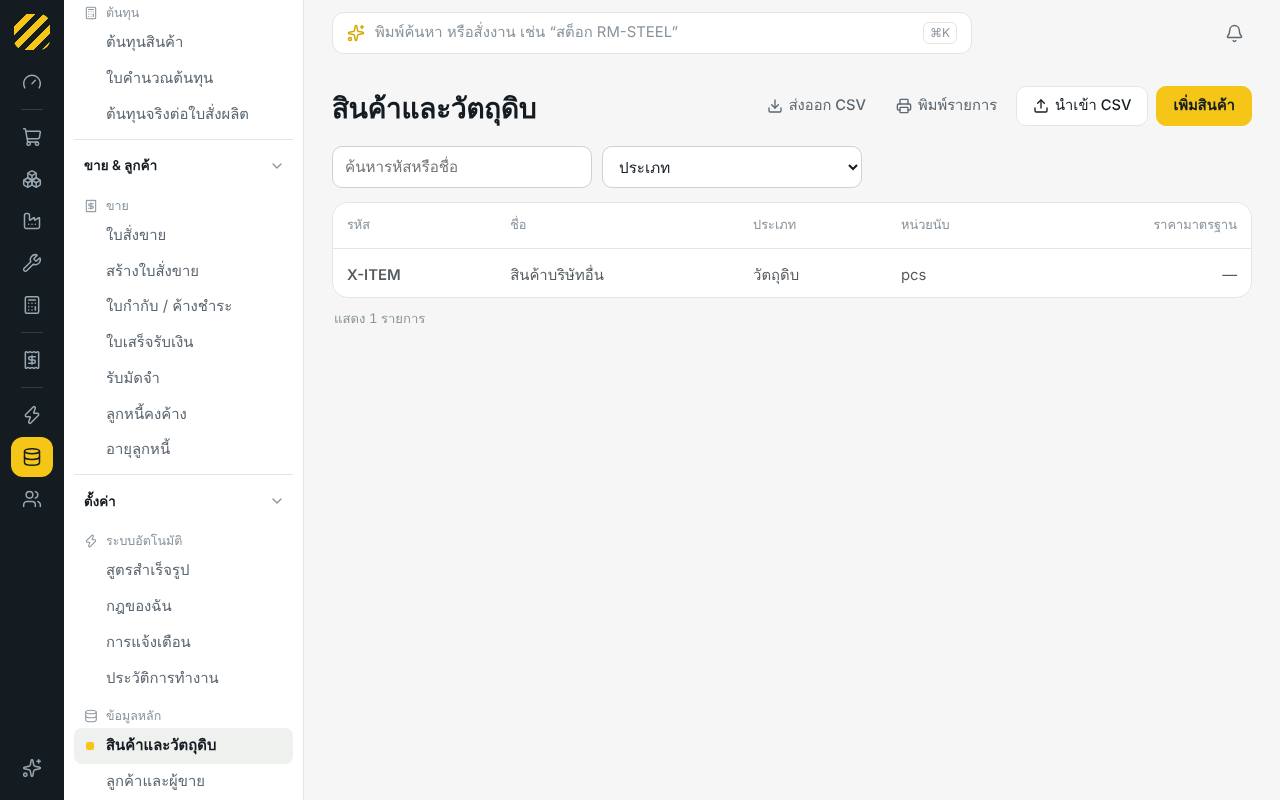 ต้นทุน
ต้นทุนสินค้า
ใบคำนวณต้นทุน
ต้นทุนจริงต่อใบสั่งผลิต
ขาย & ลูกค้า
ขาย
ใบสั่งขาย
สร้างใบสั่งขาย
ใบกำกับ / ค้างชำระ
ใบเสร็จรับเงิน
รับมัดจำ
ลูกหนี้คงค้าง
อายุลูกหนี้
ตั้งค่า
ระบบอัตโนมัติ
สูตรสำเร็จรูป
กฎของฉัน
การแจ้งเตือน
ประวัติการทำงาน
ข้อมูลหลัก
สินค้าและวัตถุดิบ
ลูกค้าและผู้ขาย
พิมพ์ค้นหา หรือสั่งงาน เช่น “สต็อก RM-STEEL” ⌘K
สินค้าและวัตถุดิบ
ส่งออก CSV พิมพ์รายการ นำเข้า CSV เพิ่มสินค้า
ค้นหารหัสหรือชื่อ ประเภท
รหัส ชื่อ ประเภท หน่วยนับ ราคามาตรฐาน
X-ITEM สินค้าบริษัทอื่น วัตถุดิบ pcs —
แสดง 1 รายการ